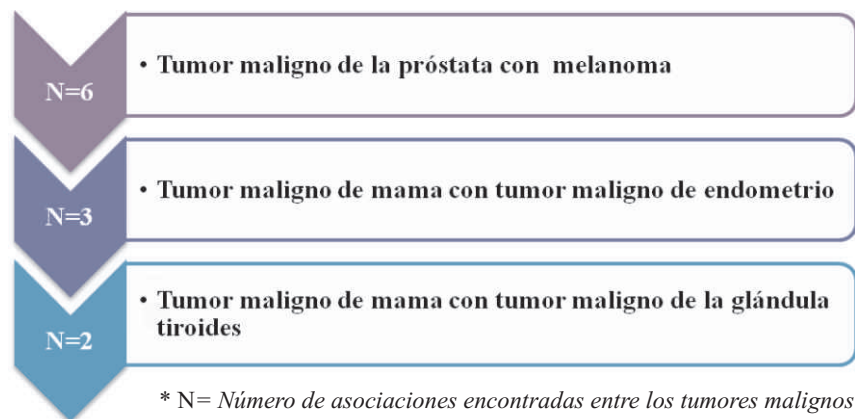 N=6
• Tumor maligno de la próstata con melanoma
N=3
• Tumor maligno de mama con tumor maligno de endometrio
N=2
• Tumor maligno de mama con tumor maligno de la glándula
tiroides
* N= Número de asociaciones encontradas entre los tumores malignos